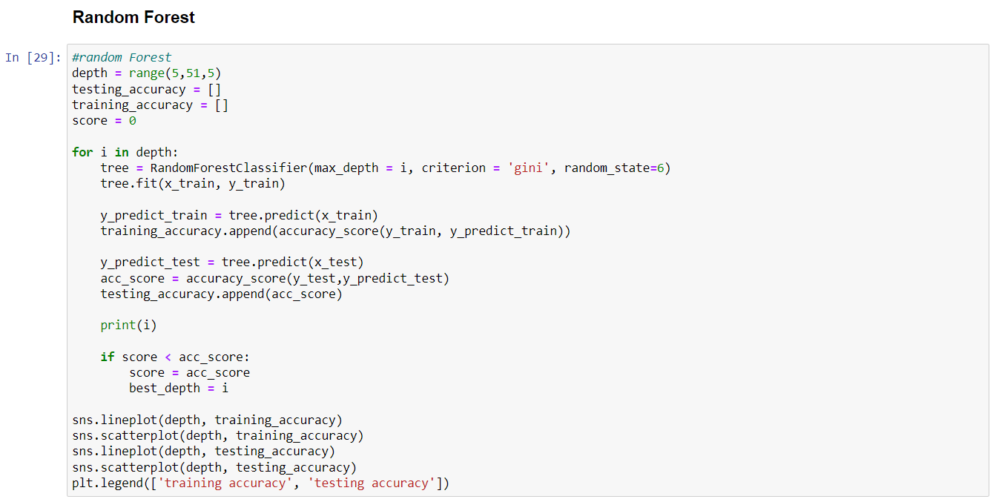 Random Forest
In [29]:
#random Forest
depth = range(5,51,5)
testing_accuracy = []
training_accuracy = []
score = 0
for i in depth:
    tree = RandomForestClassifier(max_depth = i, criterion = 'gini', random_state=6)
    tree.fit(x_train, y_train)
    y_predict_train = tree.predict(x_train)
    training_accuracy.append(accuracy_score(y_train, y_predict_train))
    y_predict_test = tree.predict(x_test)
    acc_score = accuracy_score(y_test,y_predict_test)
    testing_accuracy.append(acc_score)
    print(i)
    if score < acc_score:
        score = acc_score
        best_depth = i
sns.lineplot(depth, training_accuracy)
sns.scatterplot(depth, training_accuracy)
sns.lineplot(depth, testing_accuracy)
sns.scatterplot(depth, testing_accuracy)
plt.legend(['training accuracy', 'testing accuracy'])